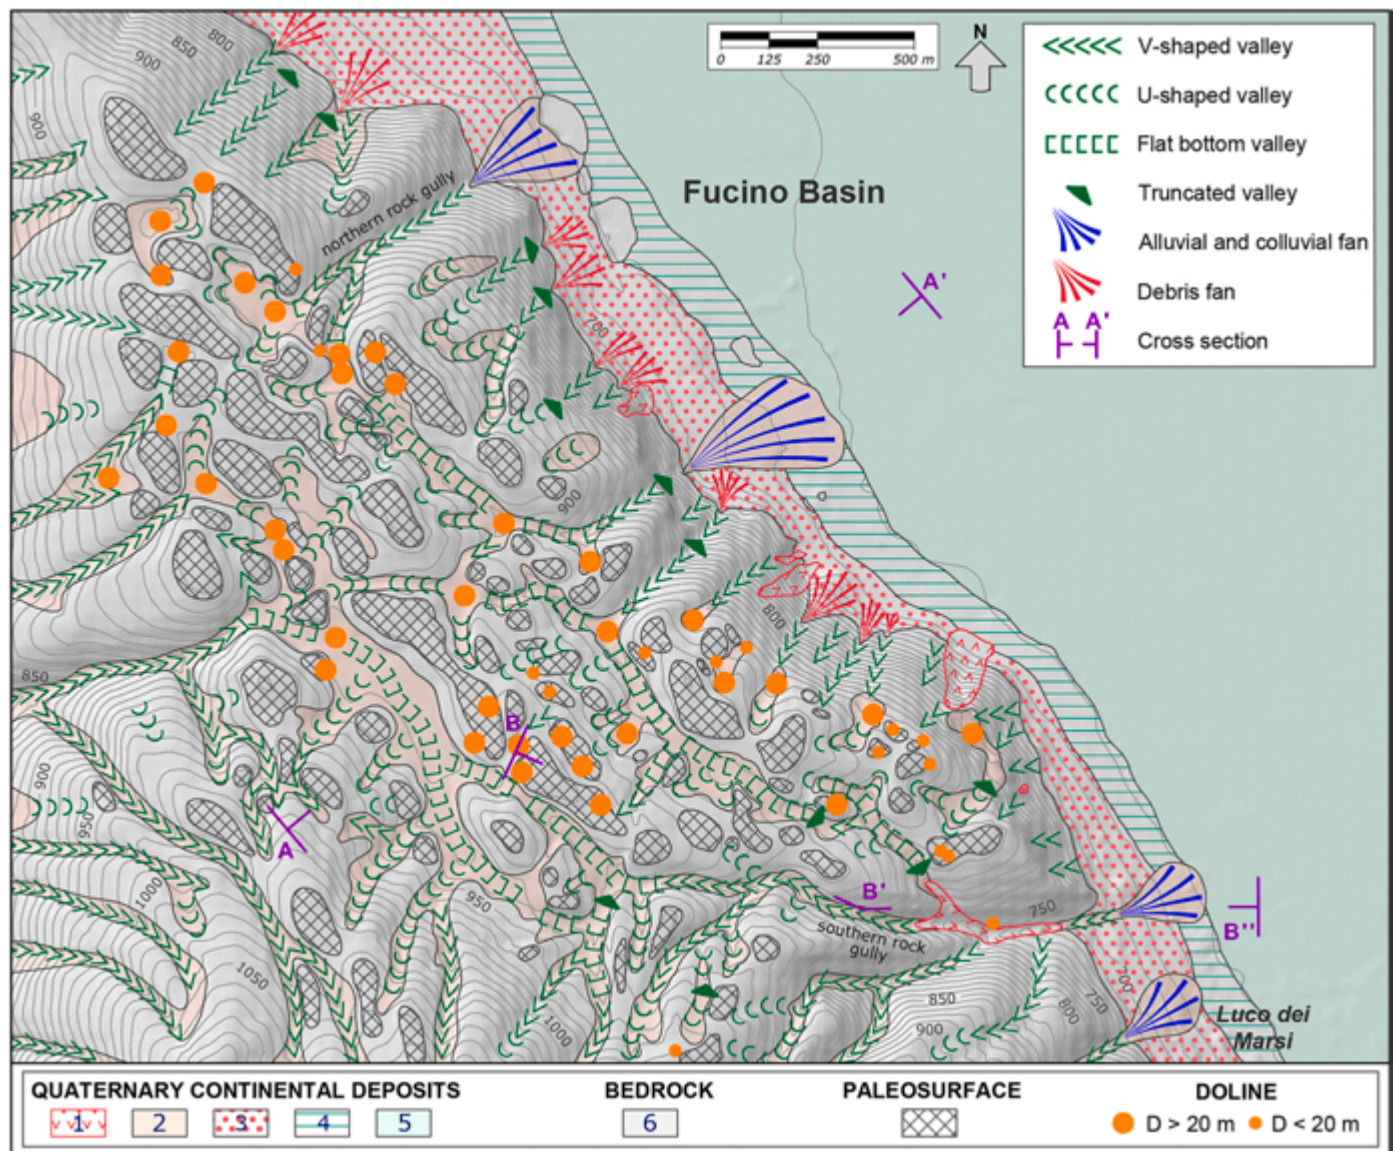 800
850
900
900
0 125 250 500 m
N
V-shaped valley
U-shaped valley
Flat bottom valley
Truncated valley
Alluvial and colluvial fan
Debris fan
A A'
Cross section
Fucino Basin
northern rock gully
A'
700
900
800
850
B
900
950
A
1000
950
B'
750
B''
southern rock
gully
1050
1000
700
850
900
800
750
Luco dei
Marsi
QUATERNARY CONTINENTAL DEPOSITS
1 2 3 4 5
BEDROCK
6
PALEOSURFACE
DOLINE
D > 20 m D < 20 m